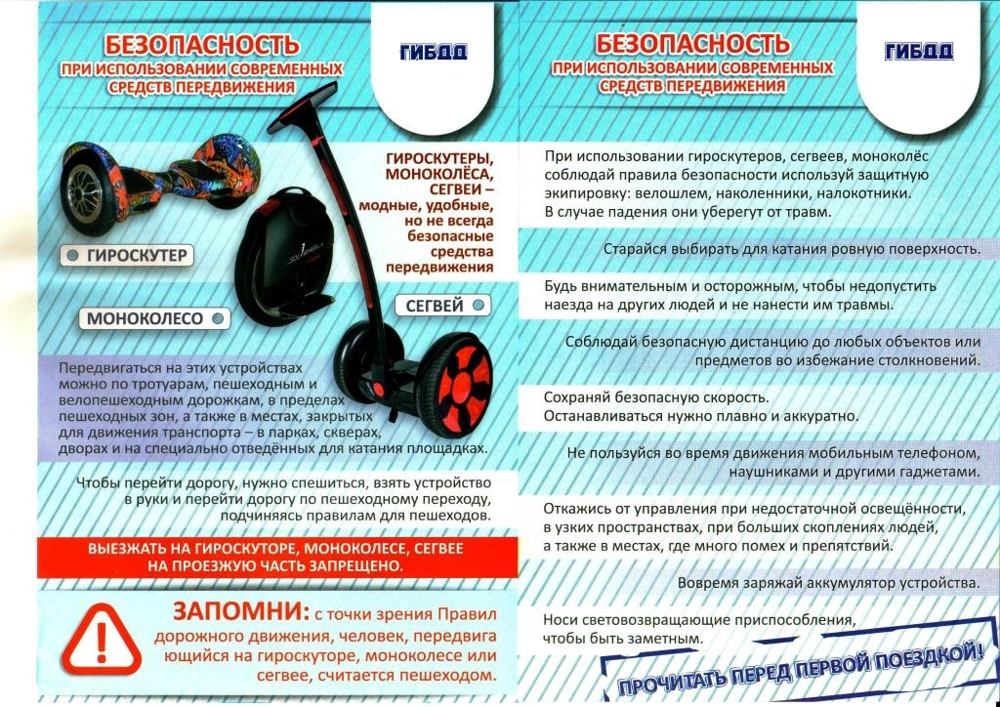 БЕЗОПАСНОСТЬ
ПРИ ИСПОЛЬЗОВАНИИ СОВРЕМЕННЫХ
СРЕДСТВ ПЕРЕДВИЖЕНИЯ
ГИБДД
ГИРОСКУТЕРЫ,
МОНОКОЛЁСА,
СЕГВЕИ –
модные, удобные,
но не всегда
безопасные
средства
передвижения
ГИРОСКУТЕР
МОНОКОЛЕСО
СЕГВЕЙ
Передвигаться на этих устройствах
можно по тротуарам, пешеходным и
велопешеходным дорожкам, в пределах
пешеходных зон, а также в местах, закрытых
для движения транспорта – в парках, скверах,
дворах и на специально отведённых для катания площадках.
Чтобы перейти дорогу, нужно спешиться, взять устройство
в руки и перейти дорогу по пешеходному переходу,
подчиняясь правилам для пешеходов.
ВЫЕЗЖАТЬ НА ГИРОСКУТОРЕ, МОНОКОЛЕСЕ, СЕГВЕЕ
НА ПРОЕЗЖУЮ ЧАСТЬ ЗАПРЕЩЕНО.
ЗАПОМНИ: с точки зрения Правил
дорожного движения, человек, передвига
ющийся на гироскуторе, моноколесе или
сегвее, считается пешеходом.
БЕЗОПАСНОСТЬ
ПРИ ИСПОЛЬЗОВАНИИ СОВРЕМЕННЫХ
СРЕДСТВ ПЕРЕДВИЖЕНИЯ
ГИБДД
При использовании гироскутеров, сегвеев, моноколёс
соблюдай правила безопасности используй защитную
экипировку: велошлем, наколенники, налокотники.
В случае падения они уберегут от травм.
Старайся выбирать для катания ровную поверхность.
Будь внимательным и осторожным, чтобы недопустить
наезда на других людей и не нанести им травмы.
Соблюдай безопасную дистанцию до любых объектов или
предметов во избежание столкновений.
Сохраняй безопасную скорость.
Останавливаться нужно плавно и аккуратно.
Не пользуйся во время движения мобильным телефоном,
наушниками и другими гаджетами.
Откажись от управления при недостаточной освещённости,
в узких пространствах, при больших скоплениях людей,
а также в местах, где много помех и препятствий.
Вовремя заряжай аккумулятор устройства.
Носи световозвращающие приспособления,
чтобы быть заметным.
ПРОЧИТАТЬ ПЕРЕД ПЕРВОЙ ПОЕЗДКОЙ!